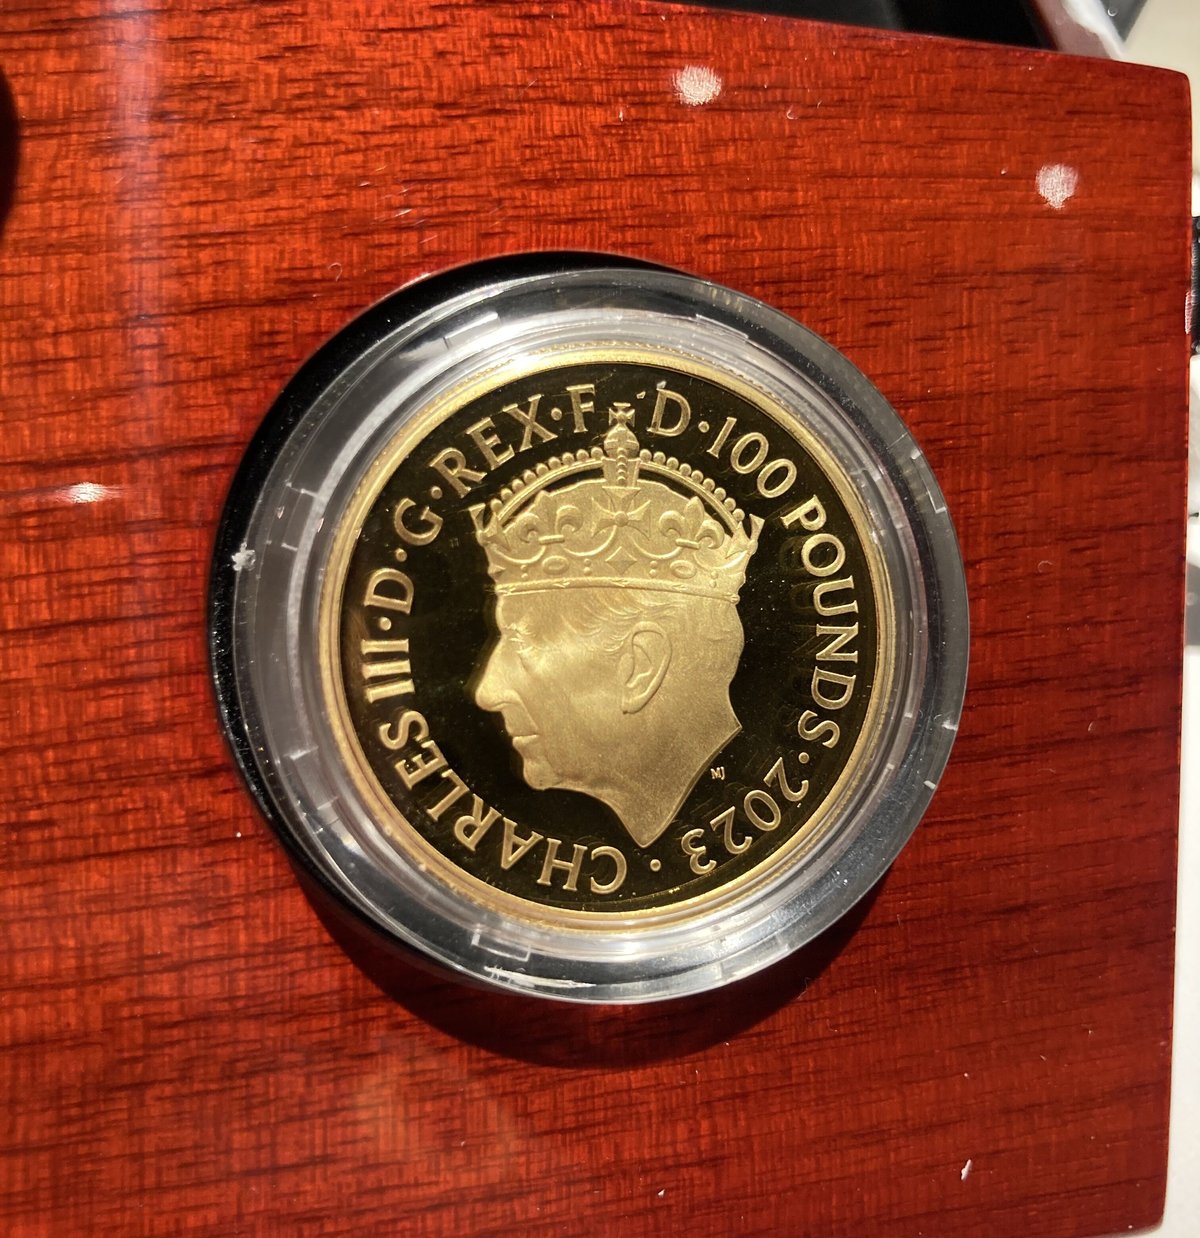 CHARLES III · D · G · REX · F D · 100 POUNDS · 2023 ·
MJ